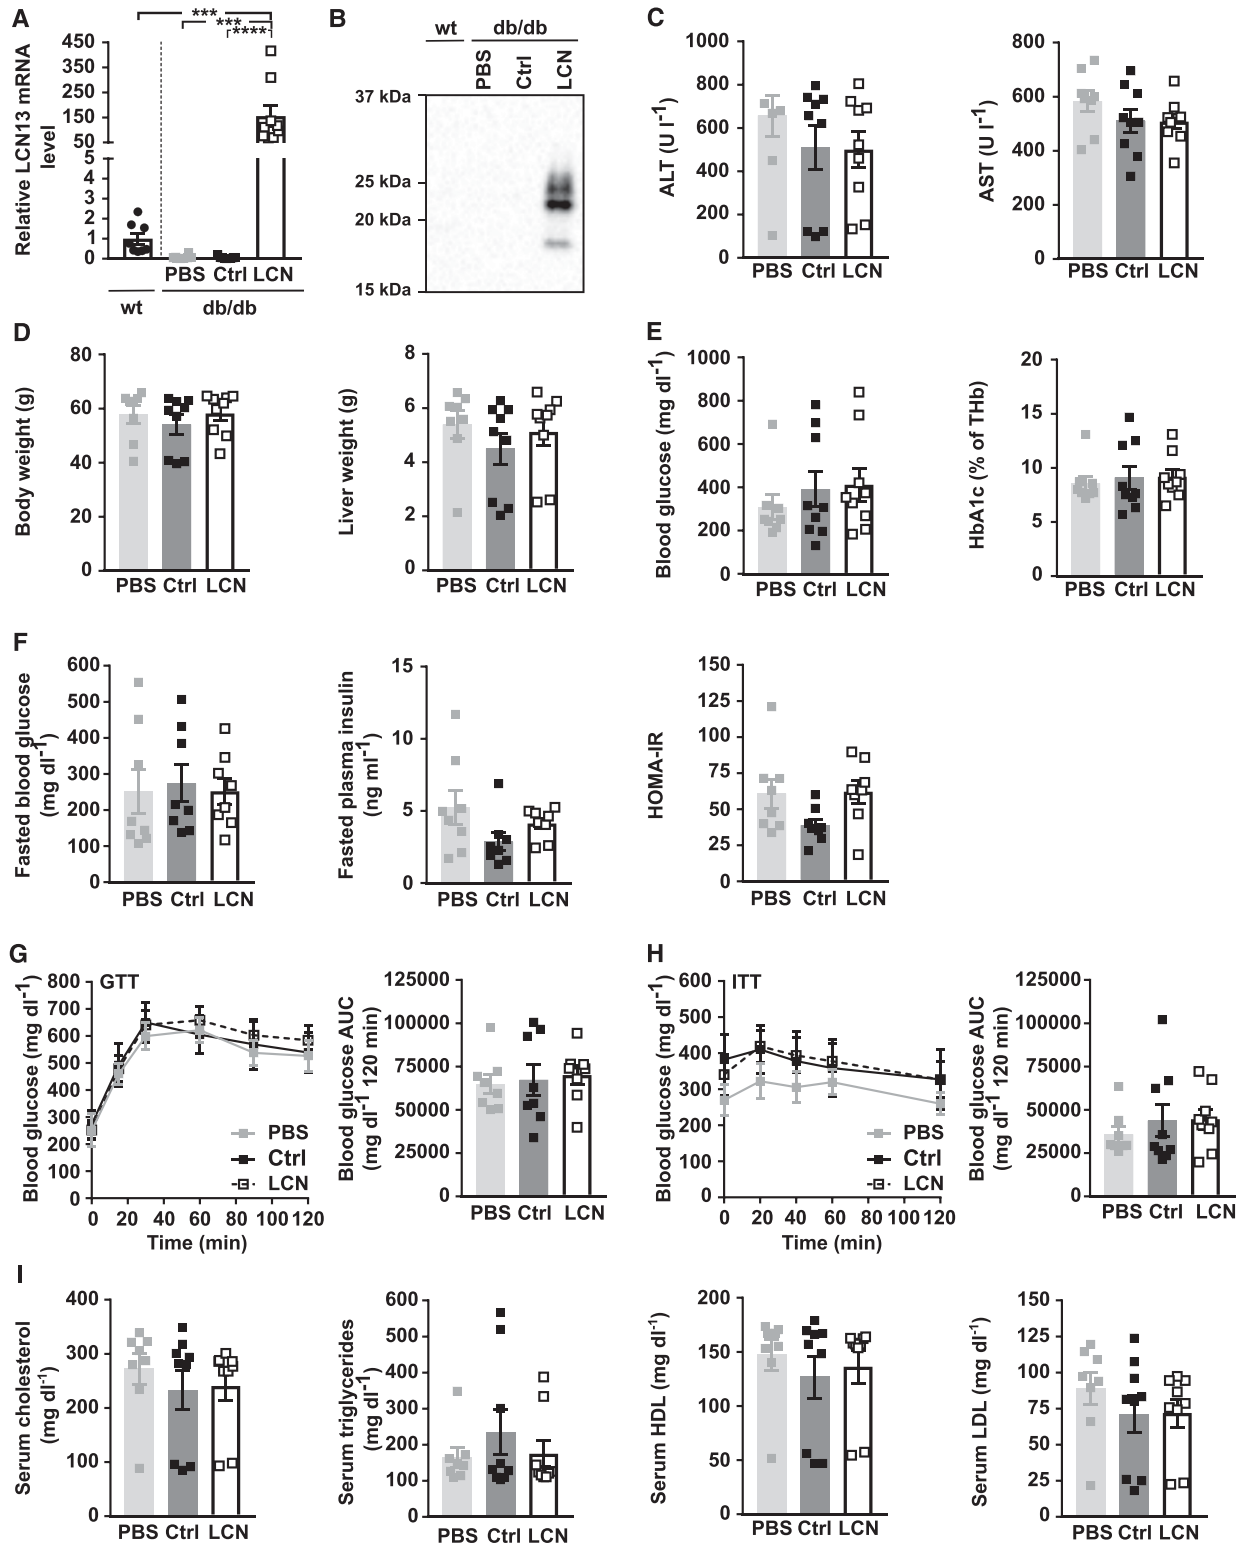 A
***
***
****
Relative LCN13 mRNA
level
450
350
250
150
50
5
4
3
2
1
0
PBS Ctrl LCN
wt
db/db
B
wt
db/db
PBS
Ctrl
LCN
37 kDa
25 kDa
20 kDa
15 kDa
C
ALT (U l-1)
1000
800
600
400
200
0
PBS Ctrl LCN
AST (U l-1)
800
600
400
200
0
PBS Ctrl LCN
D
Body weight (g)
80
60
40
20
0
PBS Ctrl LCN
Liver weight (g)
8
6
4
2
0
PBS Ctrl LCN
E
Blood glucose (mg dl-1)
1000
800
600
400
200
0
PBS Ctrl LCN
HbA1c (% of THb)
20
15
10
5
0
PBS Ctrl LCN
F
Fasted blood glucose
(mg dl-1)
600
500
400
300
200
100
0
PBS Ctrl LCN
Fasted plasma insulin
(ng ml-1)
15
10
5
0
PBS Ctrl LCN
HOMA-IR
150
125
100
75
50
25
0
PBS Ctrl LCN
G
GTT
Blood glucose (mg dl-1)
800
700
600
500
400
300
200
100
0
PBS
Ctrl
LCN
0 20 40 60 80 100 120
Time (min)
Blood glucose AUC
(mg dl-1 120 min)
125000
100000
75000
50000
25000
0
PBS Ctrl LCN
H
ITT
Blood glucose (mg dl-1)
600
500
400
300
200
100
0
PBS
Ctrl
LCN
0 20 40 60 80 100 120
Time (min)
Blood glucose AUC
(mg dl-1 120 min)
125000
100000
75000
50000
25000
0
PBS Ctrl LCN
I
Serum cholesterol
(mg dl-1)
400
300
200
100
0
PBS Ctrl LCN
Serum triglycerides
(mg dl-1)
600
500
400
300
200
100
0
PBS Ctrl LCN
Serum HDL (mg dl-1)
200
150
100
50
0
PBS Ctrl LCN
Serum LDL (mg dl-1)
150
125
100
75
50
25
0
PBS Ctrl LCN